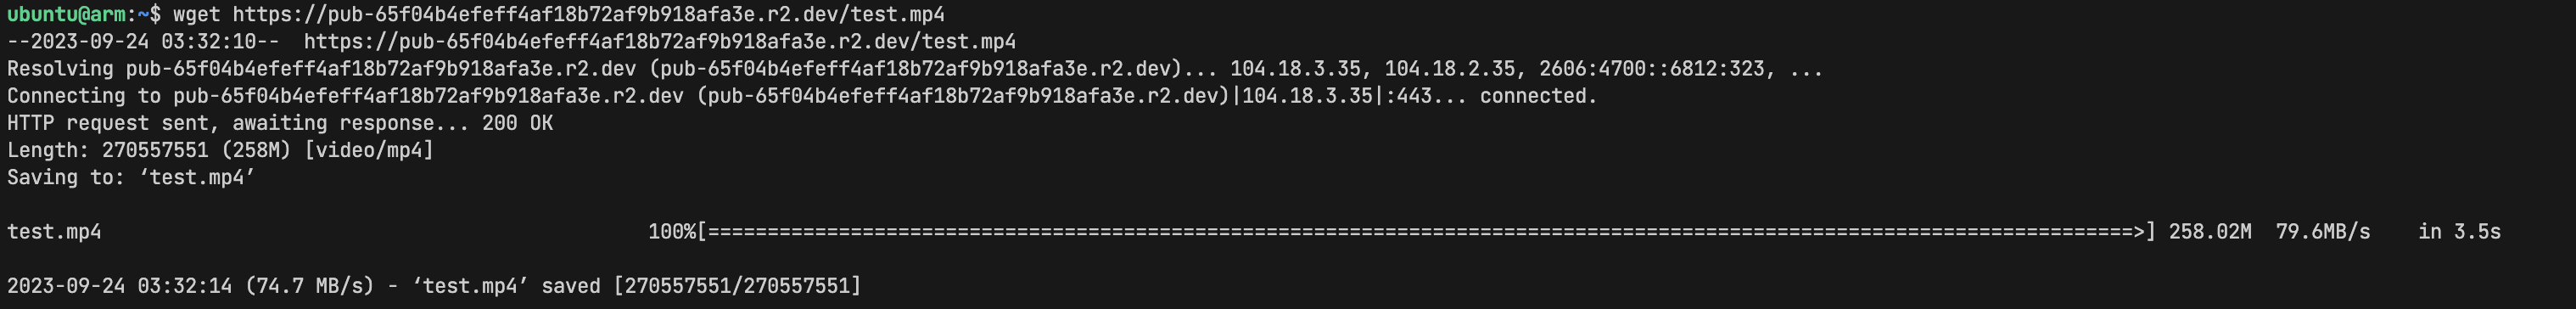 ubuntu@arm:~$ wget https://pub-65f04b4efeff4af18b72af9b918afa3e.r2.dev/test.mp4
--2023-09-24 03:32:10--  https://pub-65f04b4efeff4af18b72af9b918afa3e.r2.dev/test.mp4
Resolving pub-65f04b4efeff4af18b72af9b918afa3e.r2.dev (pub-65f04b4efeff4af18b72af9b918afa3e.r2.dev)... 104.18.3.35, 104.18.2.35, 2606:4700::6812:323, ...
Connecting to pub-65f04b4efeff4af18b72af9b918afa3e.r2.dev (pub-65f04b4efeff4af18b72af9b918afa3e.r2.dev)|104.18.3.35|:443... connected.
HTTP request sent, awaiting response... 200 OK
Length: 270557551 (258M) [video/mp4]
Saving to: ‘test.mp4’
test.mp4 100%[========================================================================================================================>] 258.02M  79.6MB/s    in 3.5s
2023-09-24 03:32:14 (74.7 MB/s) - ‘test.mp4’ saved [270557551/270557551]